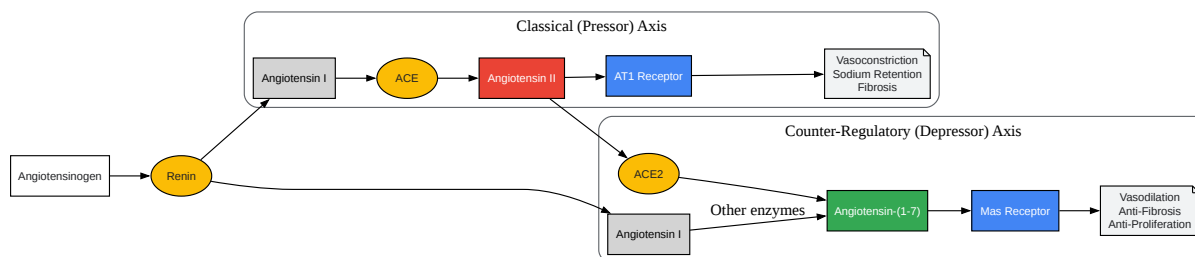 Classical (Pressor) Axis
Angiotensin I
ACE
Angiotensin II
AT1 Receptor
Vasoconstriction
Sodium Retention
Fibrosis
Counter-Regulatory (Depressor) Axis
Angiotensinogen
Renin
ACE2
Angiotensin I
Other enzymes
Angiotensin-(1-7)
Mas Receptor
Vasodilation
Anti-Fibrosis
Anti-Proliferation